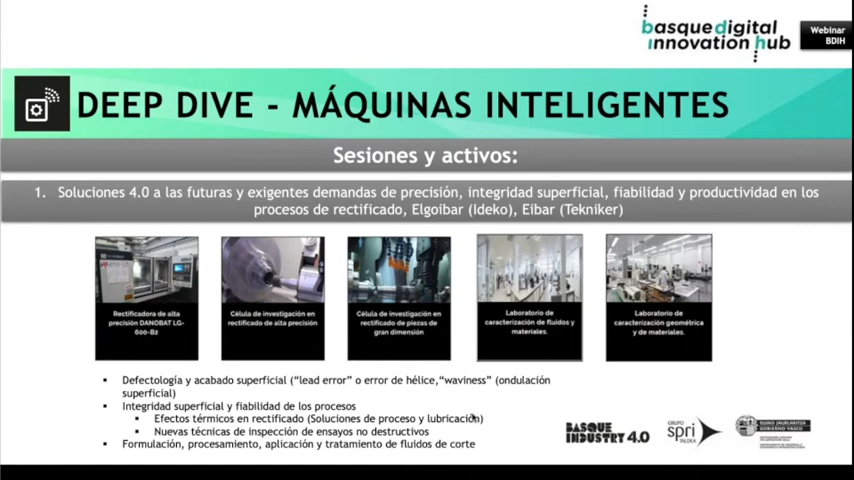 basque digital
innovation hub
Webinar
BDIH
DEEP DIVE - MÁQUINAS INTELIGENTES
Sesiones y activos:
1. Soluciones 4.0 a las futuras y exigentes demandas de precisión, integridad superficial, fiabilidad y productividad en los
procesos de rectificado, Elgoibar (Ideko), Eibar (Tekniker)
Rectificadora de alta
precisión DANOBAT LG-
600-B2
Célula de investigación en
rectificado de alta precisión
Célula de investigación en
rectificado de piezas de
gran dimensión
Laboratorio de
caracterización de fluidos y
materiales.
Laboratorio de
caracterización geométrica
y de materiales.
▪ Defectología y acabado superficial ("lead error" o error de hélice,"waviness" (ondulación
superficial)
▪ Integridad superficial y fiabilidad de los procesos
▪ Efectos térmicos en rectificado (Soluciones de proceso y lubricación)
▪ Nuevas técnicas de inspección de ensayos no destructivos
▪ Formulación, procesamiento, aplicación y tratamiento de fluidos de corte
BASQUE
INDUSTRY 4.0
GRUPO
spri
TALDEA
EUSKO JAURLARITZA
GOBIERNO VASCO